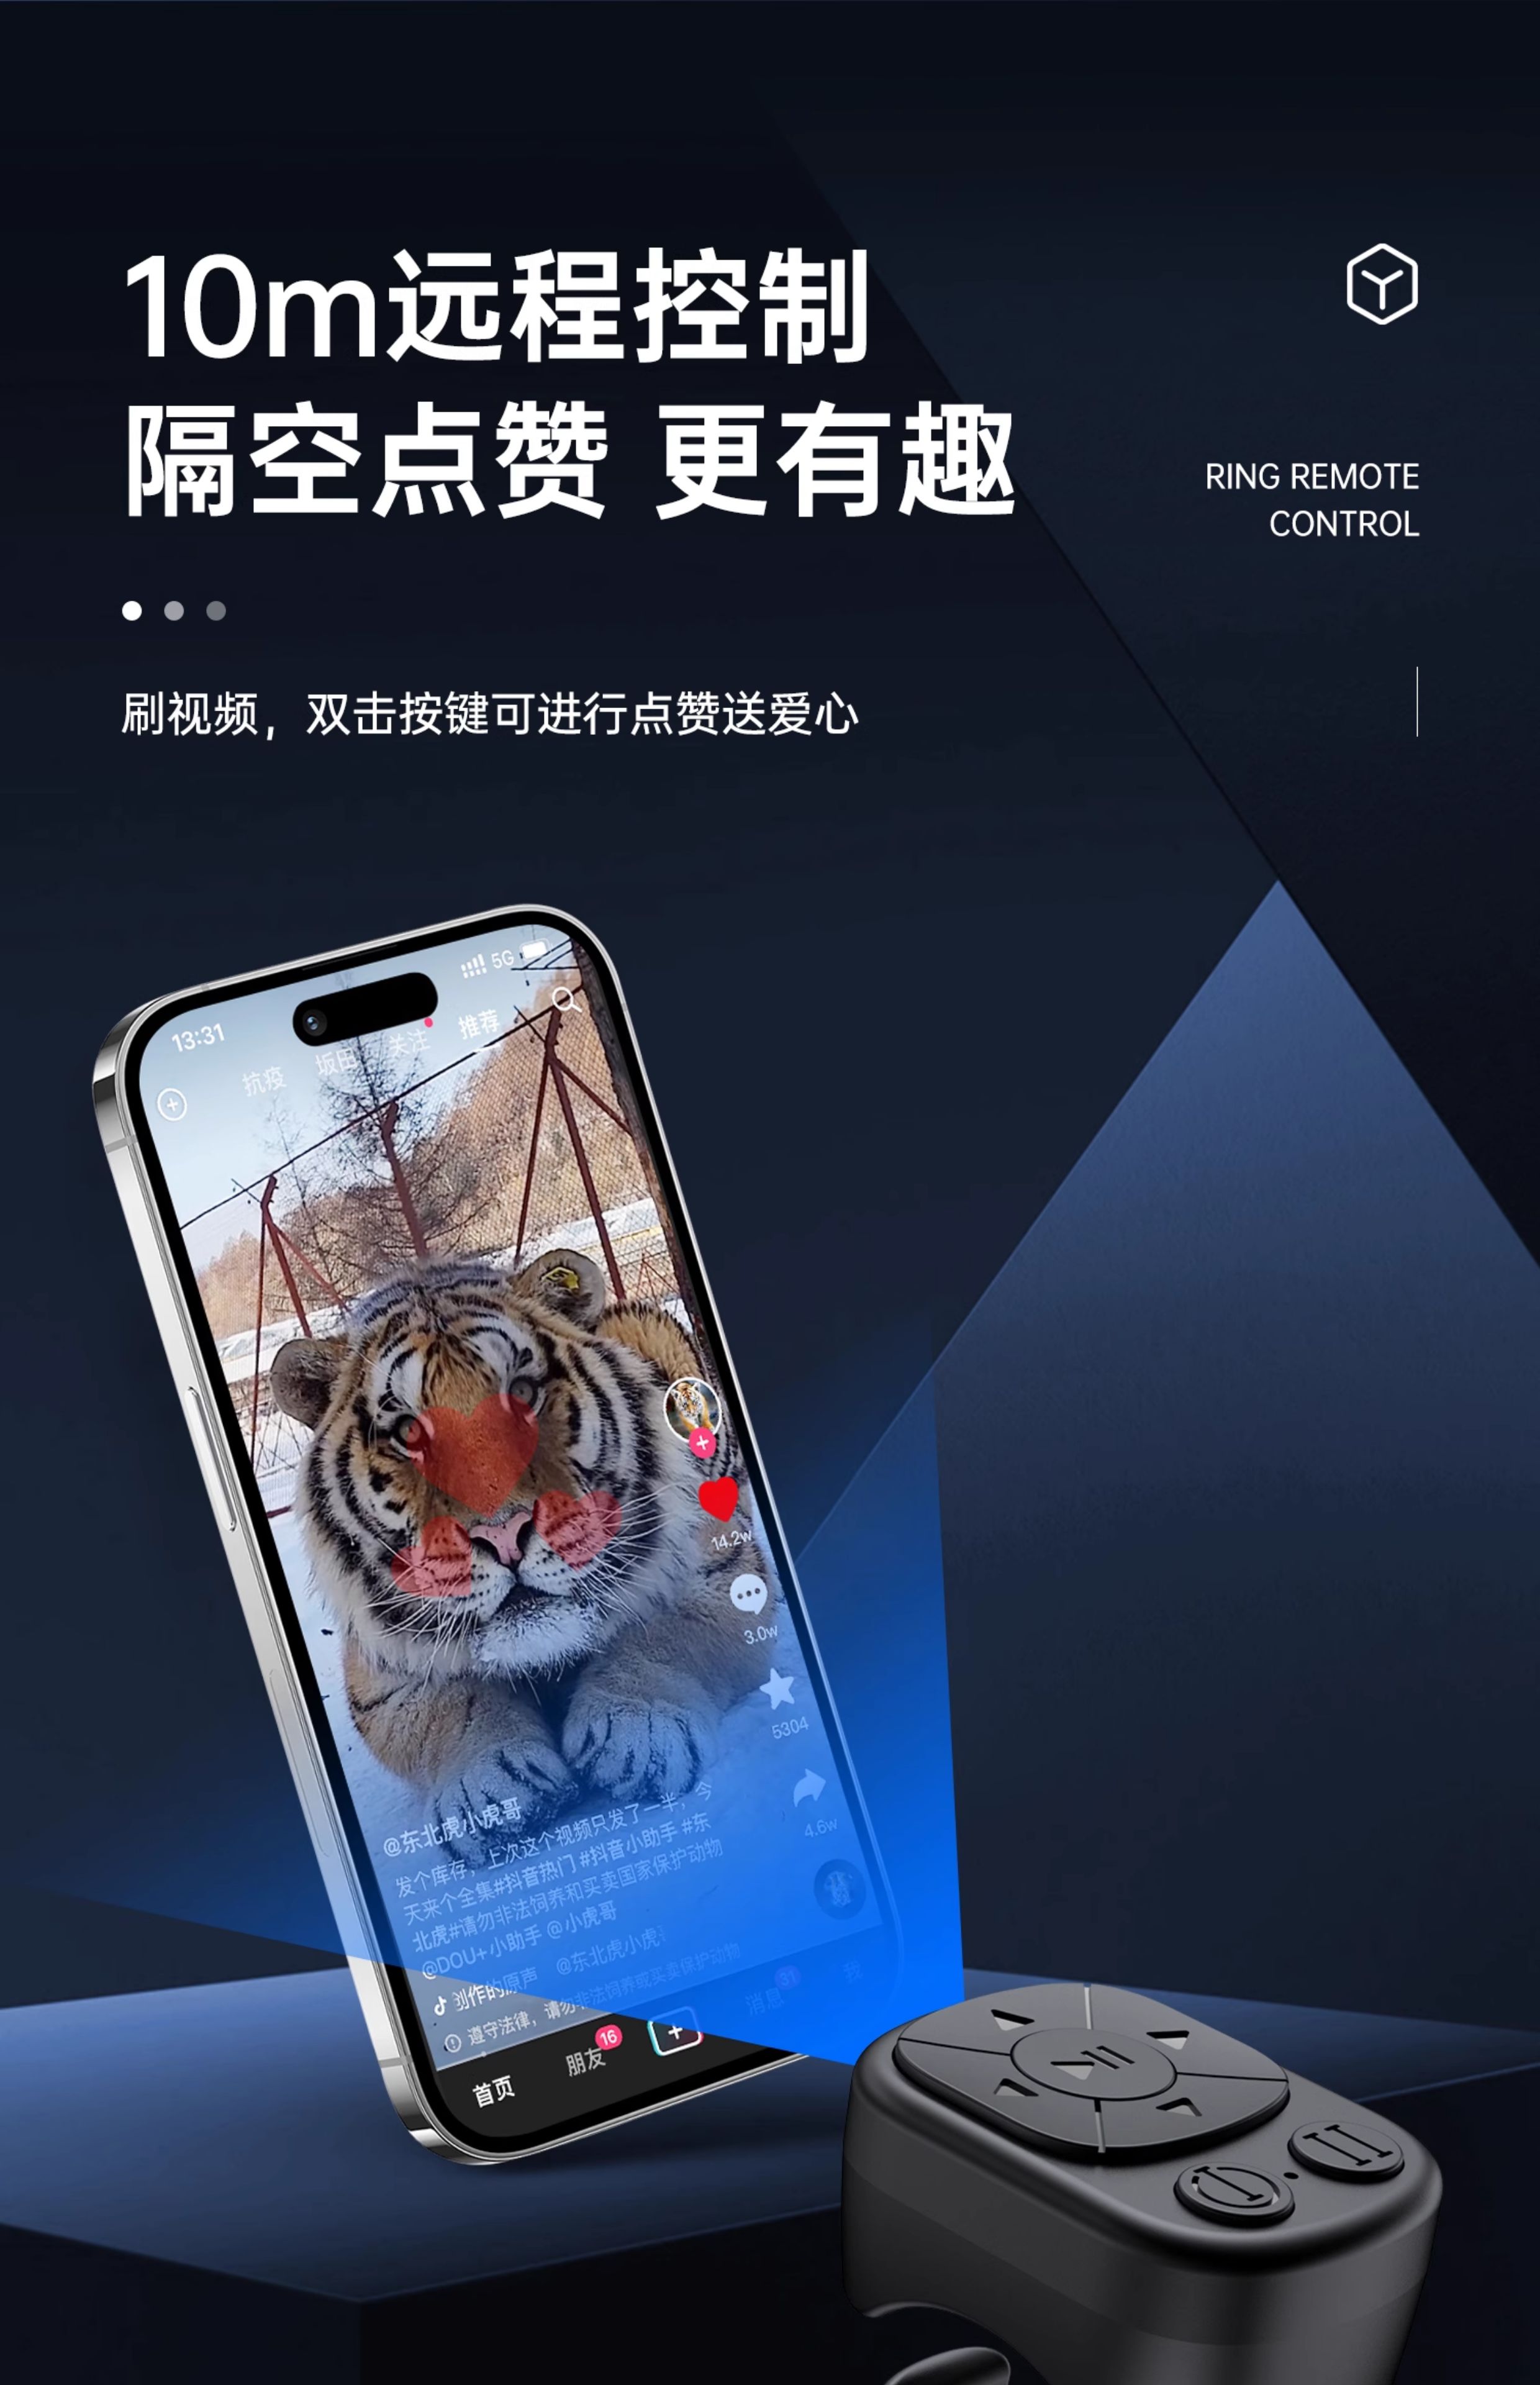 10m远程控制
隔空点赞 更有趣
RING REMOTE
CONTROL
刷视频，双击按键可进行点赞送爱心
13:31
5G
抗疫 坂田 关注 推荐
14.2w
3.0w
5304
4.6w
@东北虎小虎哥
发个库存，上次这个视频只发了一半，今
天来个全集#抖音热门 #抖音小助手 #东
北虎#请勿非法饲养和买卖国家保护动物
@DOU+小助手 @小虎哥
创作的原声 @东北虎小虎
遵守法律，请勿非法饲养或买卖保护动物
首页 朋友 16 消息 31 我